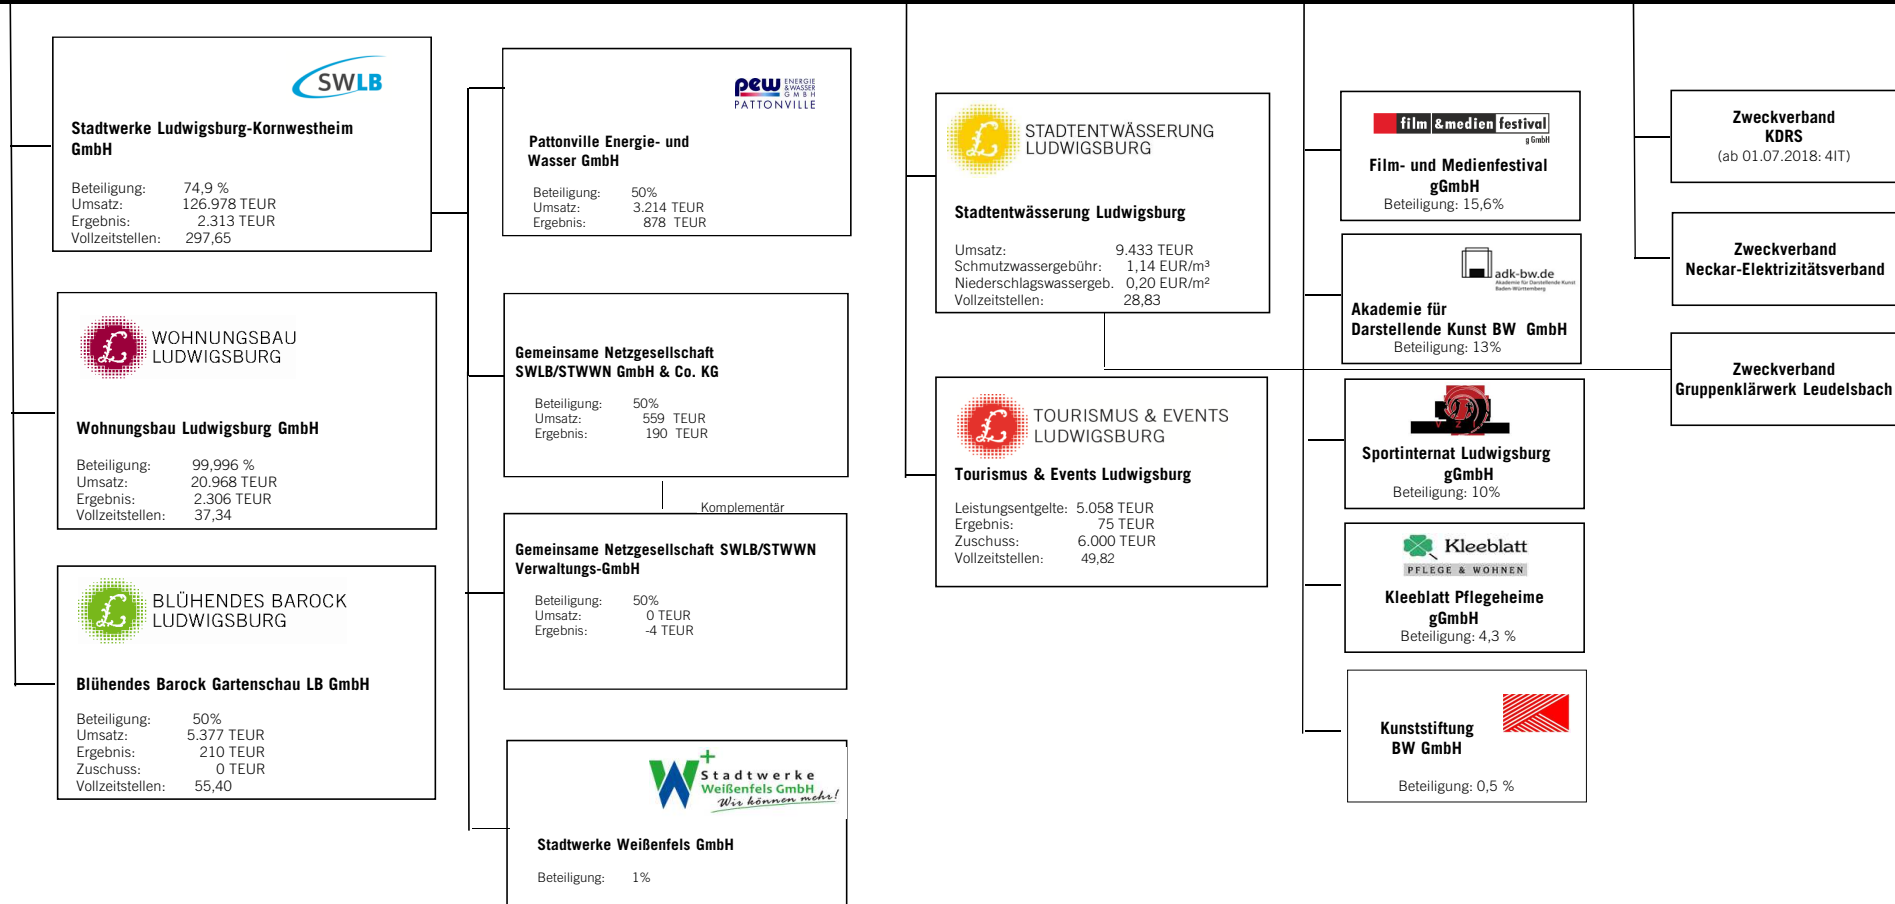 SWLB
Stadtwerke Ludwigsburg-Kornwestheim
GmbH
Beteiligung: 74,9 %
Umsatz: 126.978 TEUR
Ergebnis: 2.313 TEUR
Vollzeitstellen: 297,65
WOHNUNGSBAU
LUDWIGSBURG
Wohnungsbau Ludwigsburg GmbH
Beteiligung: 99,996 %
Umsatz: 20.968 TEUR
Ergebnis: 2.306 TEUR
Vollzeitstellen: 37,34
BLÜHENDES BAROCK
LUDWIGSBURG
Blühendes Barock Gartenschau LB GmbH
Beteiligung: 50%
Umsatz: 5.377 TEUR
Ergebnis: 210 TEUR
Zuschuss: 0 TEUR
Vollzeitstellen: 55,40
pew ENERGIE
&WASSER
GMBH
PATTONVILLE
Pattonville Energie- und
Wasser GmbH
Beteiligung: 50%
Umsatz: 3.214 TEUR
Ergebnis: 878 TEUR
Gemeinsame Netzgesellschaft
SWLB/STWWN GmbH & Co. KG
Beteiligung: 50%
Umsatz: 559 TEUR
Ergebnis: 190 TEUR
Komplementär
Gemeinsame Netzgesellschaft SWLB/STWWN
Verwaltungs-GmbH
Beteiligung: 50%
Umsatz: 0 TEUR
Ergebnis: -4 TEUR
Stadtwerke
Weißenfels GmbH
Wir können mehr!
Stadtwerke Weißenfels GmbH
Beteiligung: 1%
STADTENTWÄSSERUNG
LUDWIGSBURG
Stadtentwässerung Ludwigsburg
Umsatz: 9.433 TEUR
Schmutzwassergebühr: 1,14 EUR/m³
Niederschlagswassergeb. 0,20 EUR/m²
Vollzeitstellen: 28,83
TOURISMUS & EVENTS
LUDWIGSBURG
Tourismus & Events Ludwigsburg
Leistungsentgelte: 5.058 TEUR
Ergebnis: 75 TEUR
Zuschuss: 6.000 TEUR
Vollzeitstellen: 49,82
film &medien festival
g GmbH
Film- und Medienfestival
gGmbH
Beteiligung: 15,6%
adk-bw.de
Akademie für Darstellende Kunst
Baden-Württemberg
Akademie für
Darstellende Kunst BW GmbH
Beteiligung: 13%
Sportinternat Ludwigsburg
gGmbH
Beteiligung: 10%
Kleeblatt
PFLEGE & WOHNEN
Kleeblatt Pflegeheime
gGmbH
Beteiligung: 4,3 %
Kunststiftung
BW GmbH
Beteiligung: 0,5 %
Zweckverband
KDRS
(ab 01.07.2018: 4IT)
Zweckverband
Neckar-Elektrizitätsverband
Zweckverband
Gruppenklärwerk Leudelsbach